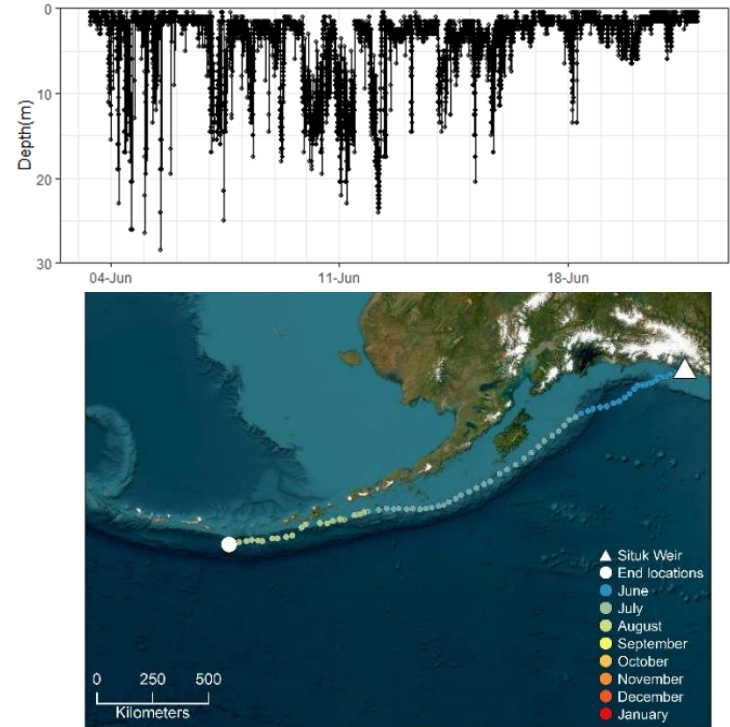 0
10
20
30
Depth(m)
04-Jun 11-Jun 18-Jun
Situk Weir
End locations
June
July
August
September
October
November
December
January
0 250 500
Kilometers